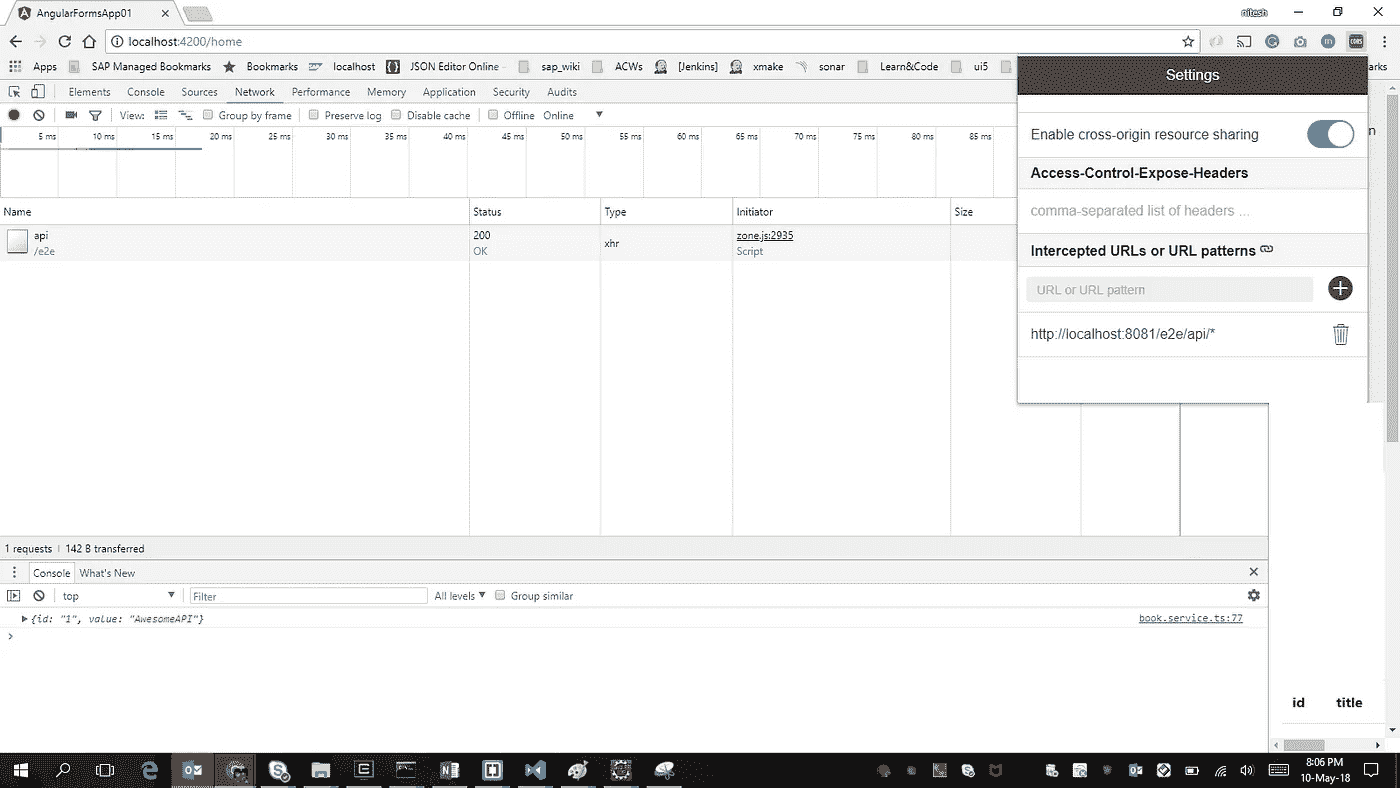 AngularFormsApp01
nitesh
localhost:4200/home
CORS
Apps SAP Managed Bookmarks Bookmarks localhost JSON Editor Online sap_wiki ACWs [Jenkins] xmake sonar Learn&Code ui5
Elements Console Sources Network Performance Memory Application Security Audits
View: Group by frame Preserve log Disable cache Offline Online
5 ms 10 ms 15 ms 20 ms 25 ms 30 ms 35 ms 40 ms 45 ms 50 ms 55 ms 60 ms 65 ms 70 ms 75 ms 80 ms 85 ms
Name Status Type Initiator Size
api 200 xhr zone.js:2935
/e2e OK Script
Settings
Enable cross-origin resource sharing
Access-Control-Expose-Headers
comma-separated list of headers ...
Intercepted URLs or URL patterns
URL or URL pattern
http://localhost:8081/e2e/api/*
1 requests | 142 B transferred
Console What's New
top Filter All levels Group similar
{id: "1", value: "AwesomeAPI"} book.service.ts:77
id title
8:06 PM
10-May-18